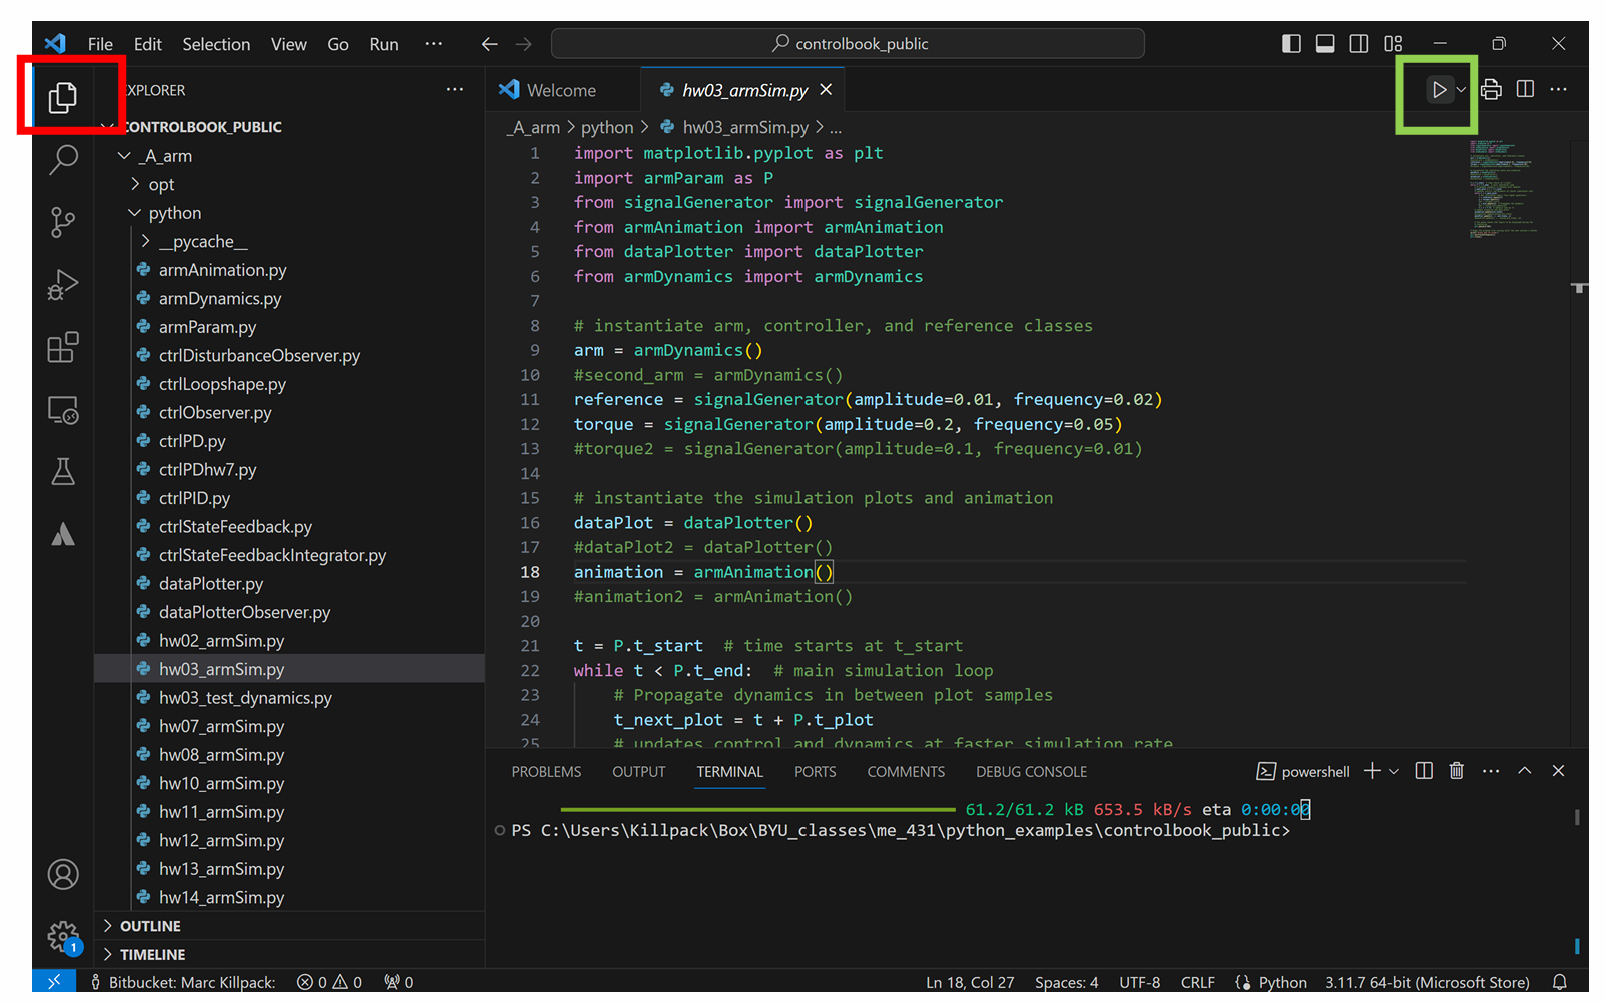 File Edit Selection View Go Run ··· controlbook_public
EXPLORER ···
CONTROLBOOK_PUBLIC
_A_arm
opt
python
__pycache__
armAnimation.py
armDynamics.py
armParam.py
ctrlDisturbanceObserver.py
ctrlLoopshape.py
ctrlObserver.py
ctrlPD.py
ctrlPDhw7.py
ctrlPID.py
ctrlStateFeedback.py
ctrlStateFeedbackIntegrator.py
dataPlotter.py
dataPlotterObserver.py
hw02_armSim.py
hw03_armSim.py
hw03_test_dynamics.py
hw07_armSim.py
hw08_armSim.py
hw10_armSim.py
hw11_armSim.py
hw12_armSim.py
hw13_armSim.py
hw14_armSim.py
OUTLINE
TIMELINE
1
Welcome hw03_armSim.py
_A_arm > python > hw03_armSim.py > ...
1 import matplotlib.pyplot as plt
2 import armParam as P
3 from signalGenerator import signalGenerator
4 from armAnimation import armAnimation
5 from dataPlotter import dataPlotter
6 from armDynamics import armDynamics
7
8 # instantiate arm, controller, and reference classes
9 arm = armDynamics()
10 #second_arm = armDynamics()
11 reference = signalGenerator(amplitude=0.01, frequency=0.02)
12 torque = signalGenerator(amplitude=0.2, frequency=0.05)
13 #torque2 = signalGenerator(amplitude=0.1, frequency=0.01)
14
15 # instantiate the simulation plots and animation
16 dataPlot = dataPlotter()
17 #dataPlot2 = dataPlotter()
18 animation = armAnimation()
19 #animation2 = armAnimation()
20
21 t = P.t_start # time starts at t_start
22 while t < P.t_end: # main simulation loop
23 # Propagate dynamics in between plot samples
24 t_next_plot = t + P.t_plot
25 # updates control and dynamics at faster simulation rate
PROBLEMS OUTPUT TERMINAL PORTS COMMENTS DEBUG CONSOLE powershell
61.2/61.2 kB 653.5 kB/s eta 0:00:00
PS C:\Users\Killpack\Box\BYU_classes\me_431\python_examples\controlbook_public>
Bitbucket: Marc Killpack: 0 0 0 Ln 18, Col 27 Spaces: 4 UTF-8 CRLF Python 3.11.7 64-bit (Microsoft Store)